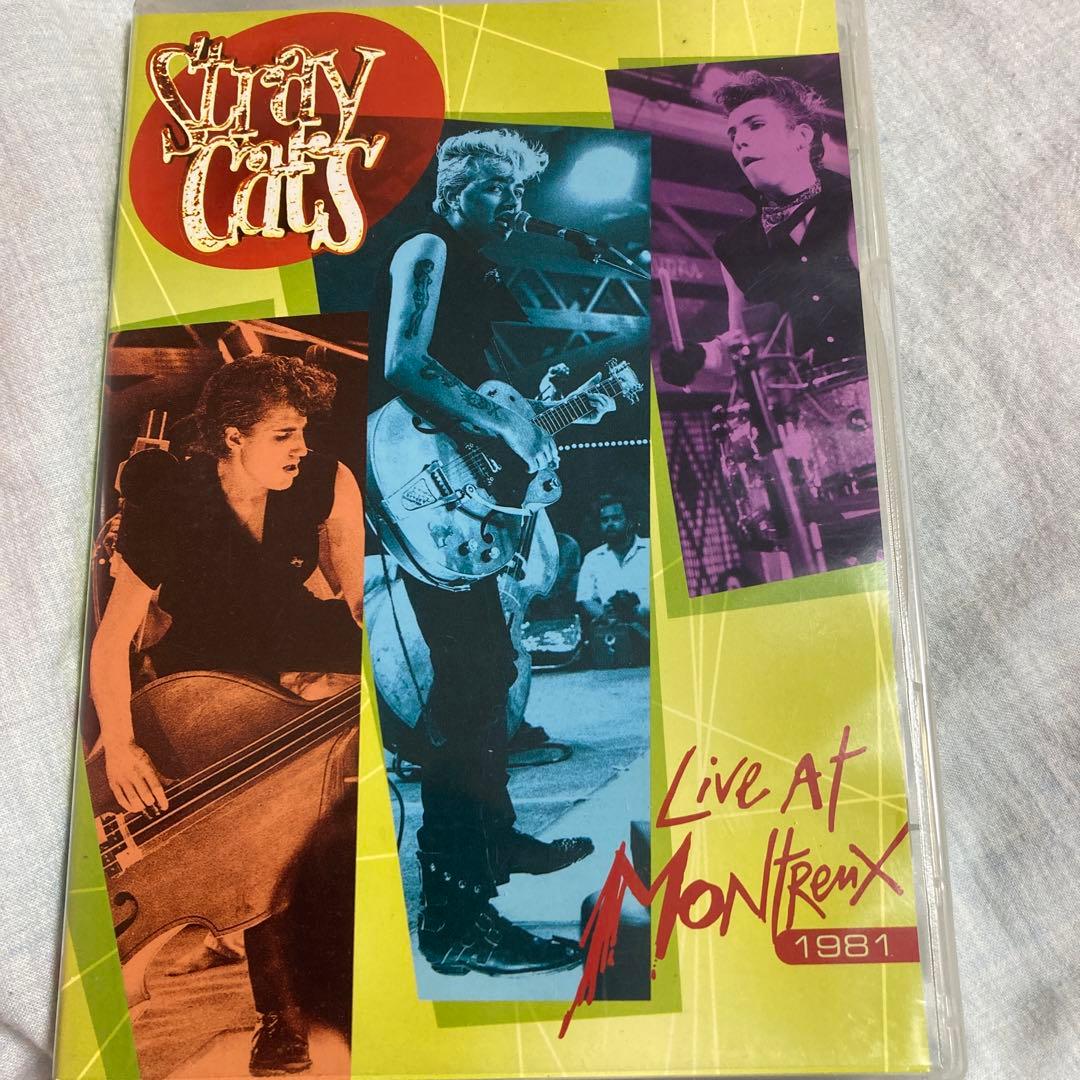 Stray
Cats
Live At
Montreux
1981